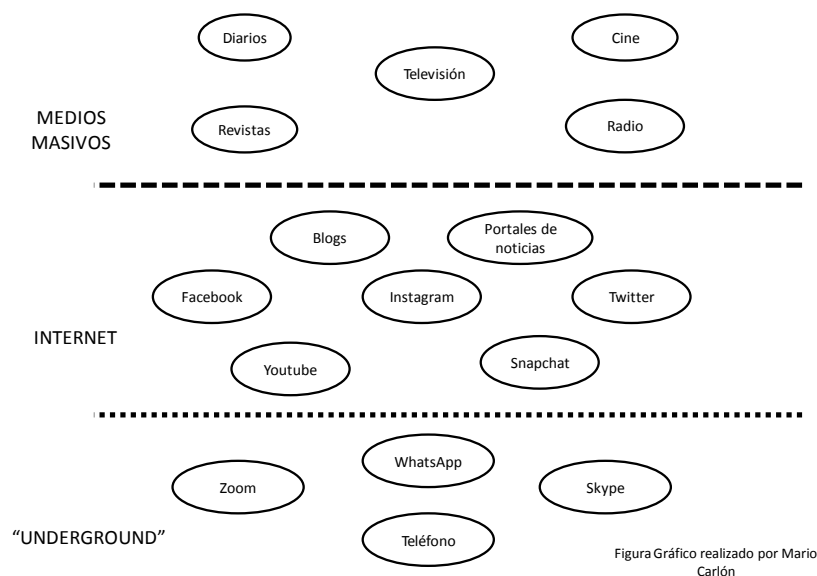 Diarios
Cine
Televisión
MEDIOS
MASIVOS
Revistas
Radio
Blogs
Portales de
noticias
Facebook
Instagram
Twitter
INTERNET
Youtube
Snapchat
WhatsApp
Zoom
Skype
“UNDERGROUND”
Teléfono
Figura Gráfico realizado por Mario
Carlón